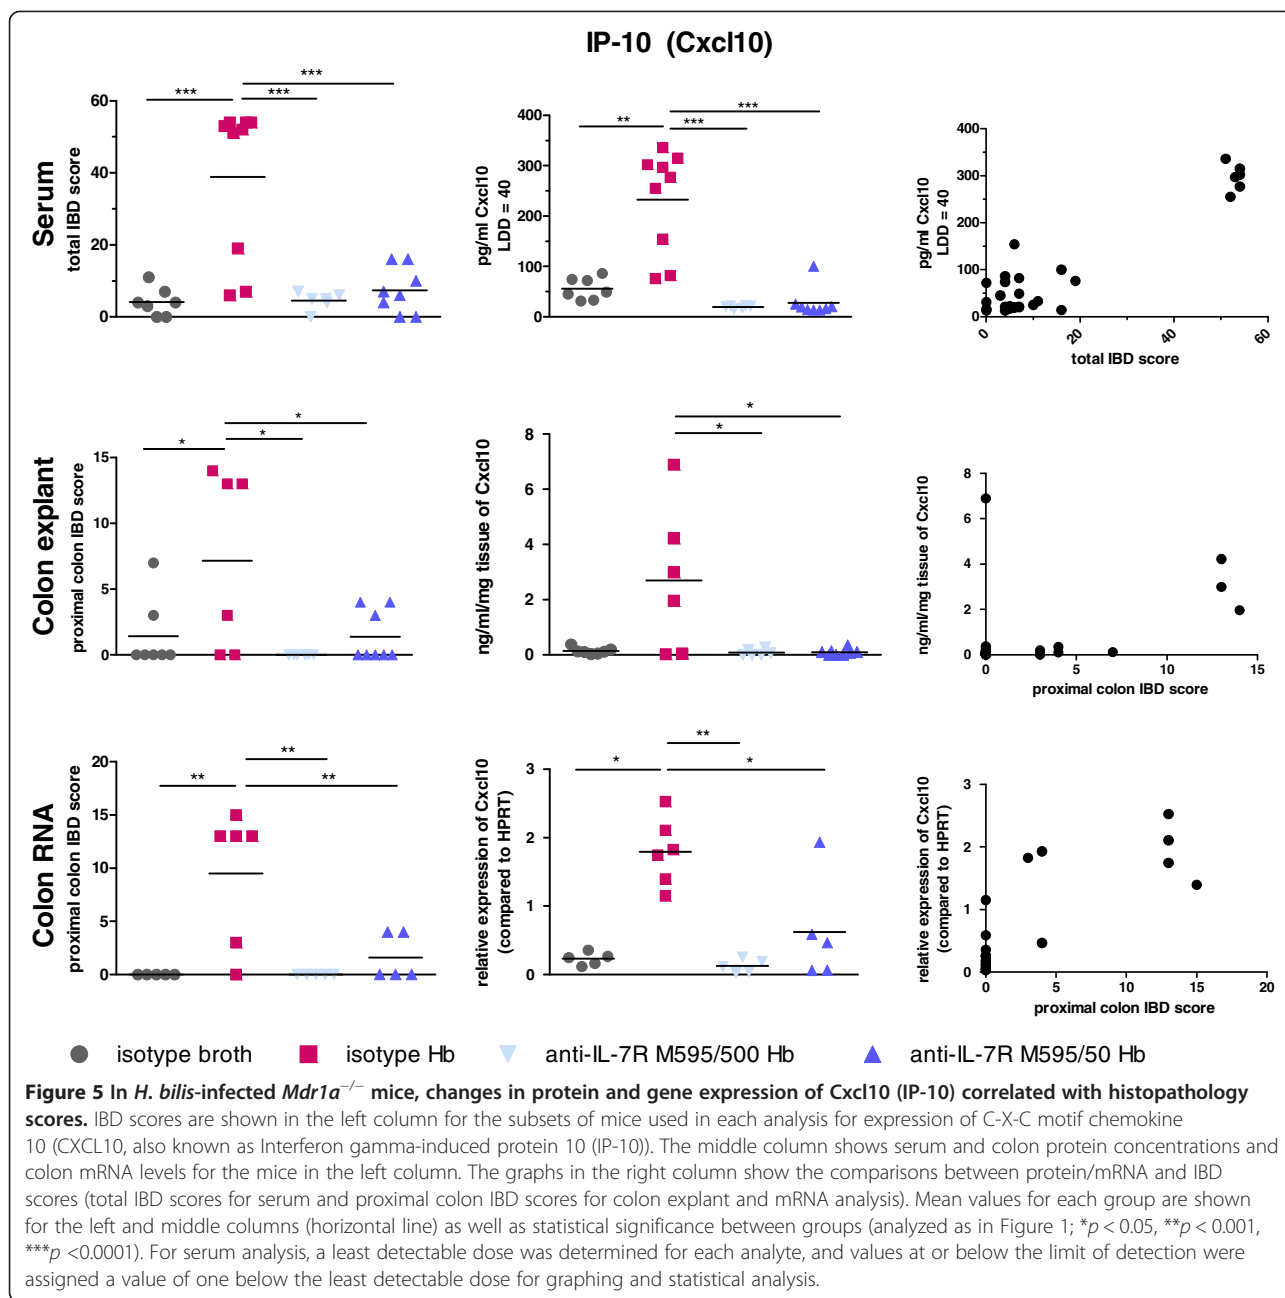 IP-10 (Cxcl10)
Serum
total IBD score
60
40
20
0
***
***
***
pg/ml Cxcl10
LDD = 40
400
300
200
100
0
**
***
***
pg/ml Cxcl10
LDD = 40
400
300
200
100
0
0
20
40
60
total IBD score
Colon explant
proximal colon IBD score
15
10
5
0
*
*
*
ng/ml/mg tissue of Cxcl10
8
6
4
2
0
*
*
ng/ml/mg tissue of Cxcl10
8
6
4
2
0
0
5
10
15
proximal colon IBD score
Colon RNA
proximal colon IBD score
20
15
10
5
0
**
**
**
relative expression of Cxcl10
(compared to HPRT)
3
2
1
0
*
**
*
relative expression of Cxcl10
(compared to HPRT)
3
2
1
0
0
5
10
15
20
proximal colon IBD score
isotype broth
isotype Hb
anti-IL-7R M595/500 Hb
anti-IL-7R M595/50 Hb
Figure 5 In H. bilis-infected Mdr1a−/− mice, changes in protein and gene expression of Cxcl10 (IP-10) correlated with histopathology
scores. IBD scores are shown in the left column for the subsets of mice used in each analysis for expression of C-X-C motif chemokine
10 (CXCL10, also known as Interferon gamma-induced protein 10 (IP-10)). The middle column shows serum and colon protein concentrations and
colon mRNA levels for the mice in the left column. The graphs in the right column show the comparisons between protein/mRNA and IBD
scores (total IBD scores for serum and proximal colon IBD scores for colon explant and mRNA analysis). Mean values for each group are shown
for the left and middle columns (horizontal line) as well as statistical significance between groups (analyzed as in Figure 1; *p < 0.05, **p < 0.001,
***p <0.0001). For serum analysis, a least detectable dose was determined for each analyte, and values at or below the limit of detection were
assigned a value of one below the least detectable dose for graphing and statistical analysis.